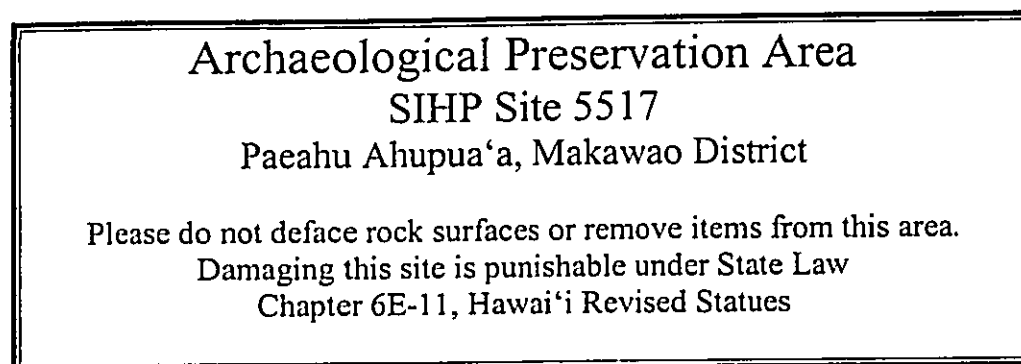 Archaeological Preservation Area
SIHP Site 5517
Paeahu Ahupua‘a, Makawao District
Please do not deface rock surfaces or remove items from this area.
Damaging this site is punishable under State Law
Chapter 6E-11, Hawai‘i Revised Statues